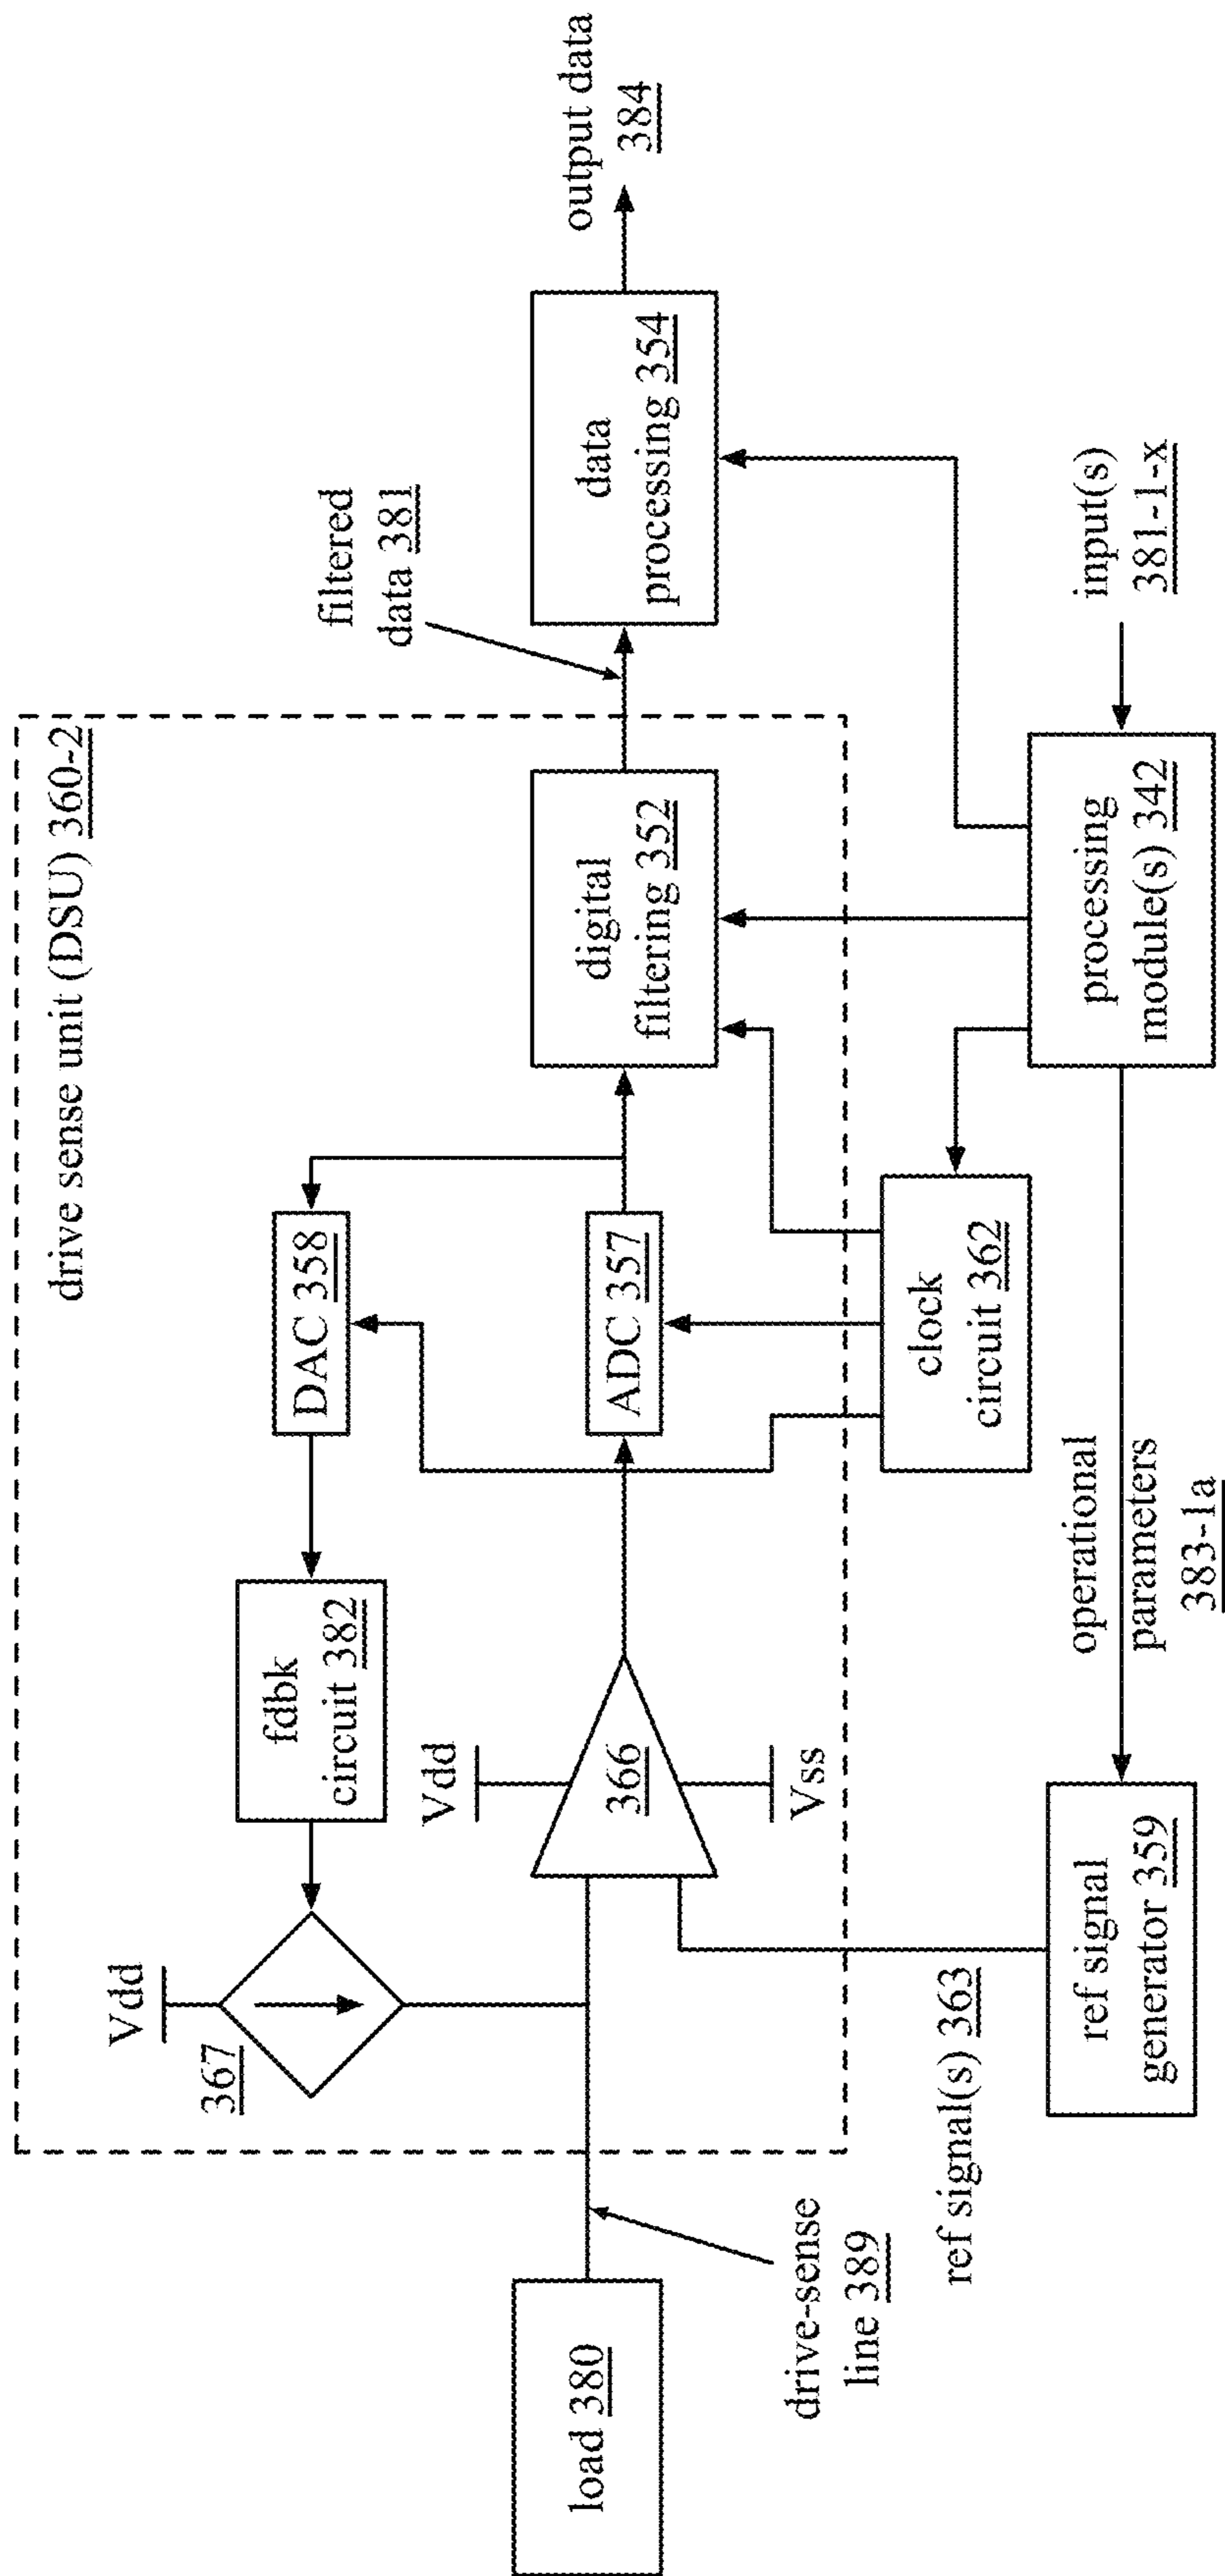 drive sense unit (DSU) 360-2
Vdd
367
fdbk
circuit 382
DAC 358
filtered
data 381
load 380
drive-sense
line 389
Vdd
366
Vss
ADC 357
digital
filtering 352
data
processing 354
output data
384
ref signal(s) 363
clock
circuit 362
ref signal
generator 359
operational
parameters
383-1a
processing
module(s) 342
input(s)
381-1-x